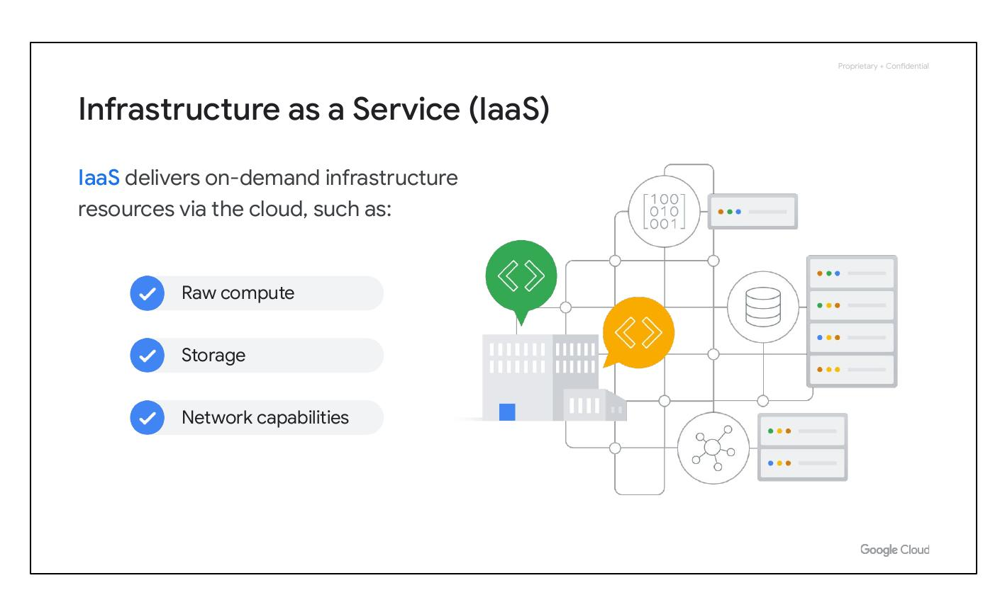 Proprietary + Confidential
Infrastructure as a Service (IaaS)
IaaS delivers on-demand infrastructure
resources via the cloud, such as:
Raw compute
Storage
Network capabilities
[100
010
001]
Google Cloud